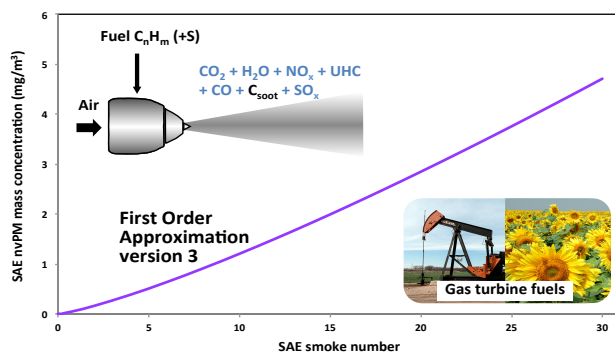 Fuel CₙHₘ (+S)
CO₂ + H₂O + NOₓ + UHC
+ CO + Cₛₒₒₜ + SOₓ
Air
First Order
Approximation
version 3
Gas turbine fuels
SAE nvPM mass concentration (mg/m³)
6
5
4
3
2
1
0
0 5 10 15 20 25 30
SAE smoke number